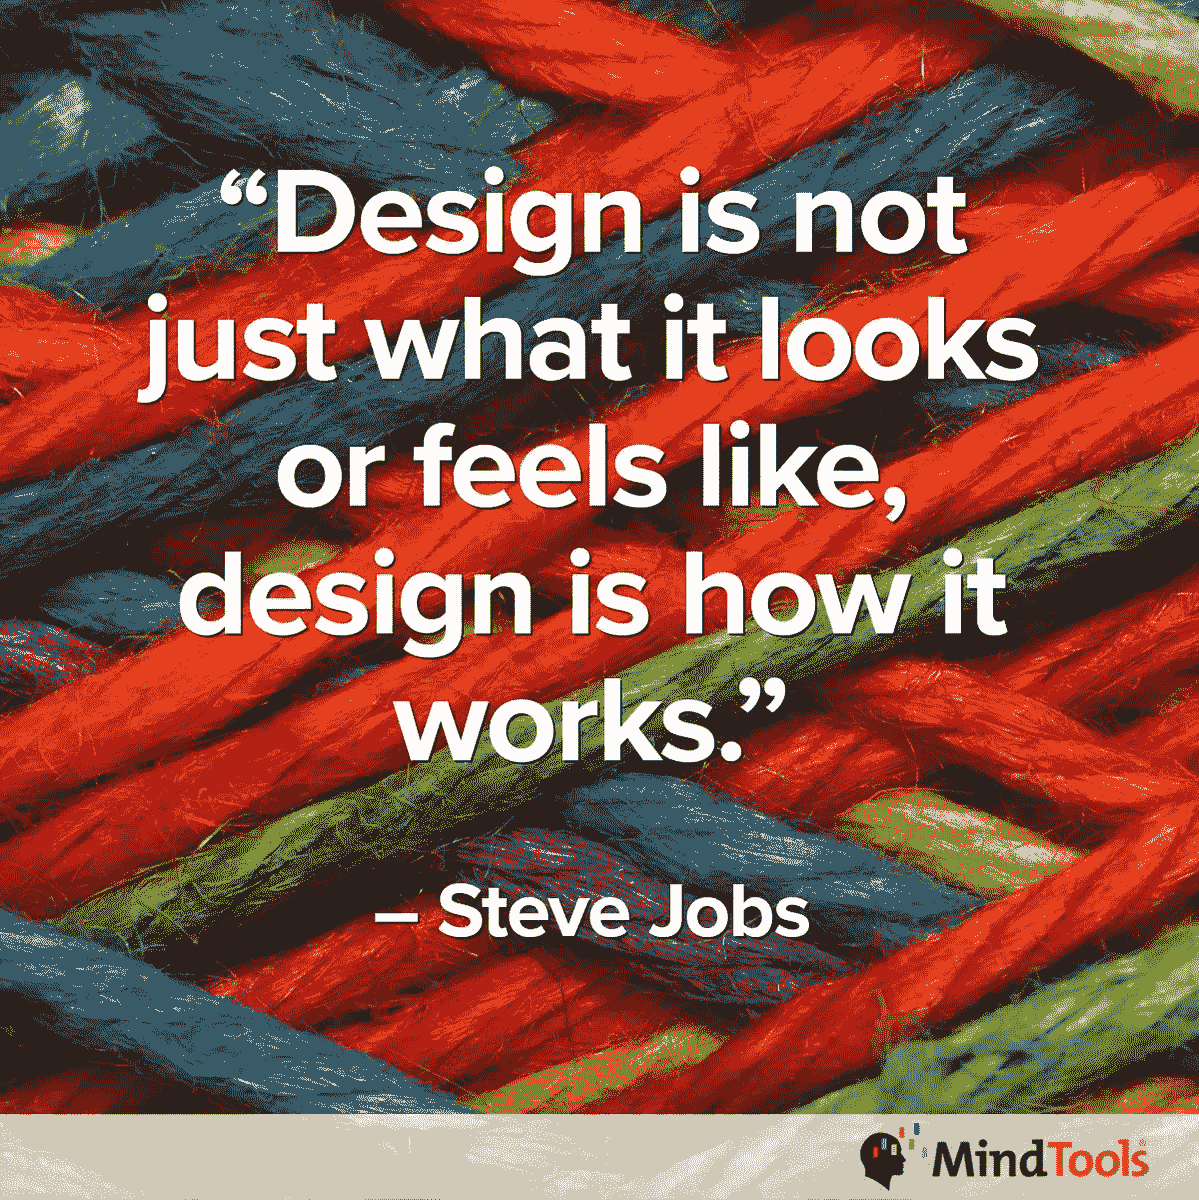 “Design is not
just what it looks
or feels like,
design is how it
works.”
– Steve Jobs
MindTools